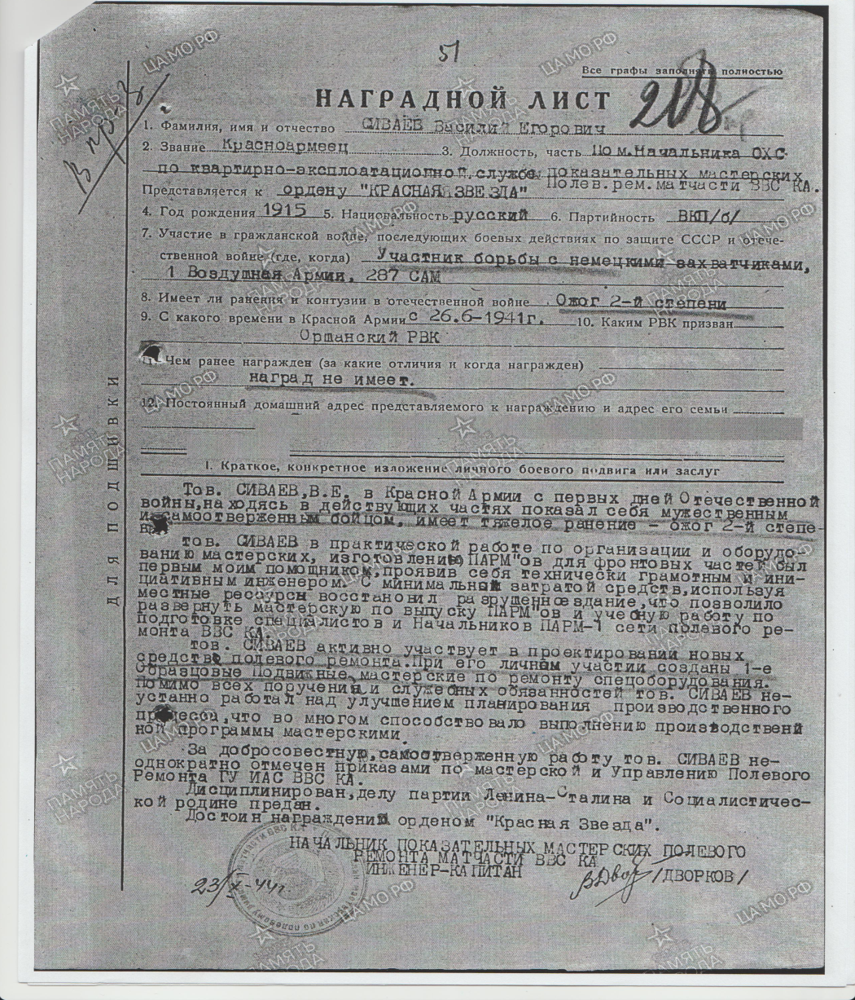 51
Все графы заполнять полностью
НАГРАДНОЙ ЛИСТ
208
1. Фамилия, имя и отчество СИВАЕВ Василий Егорович
2. Звание Красноармеец 3. Должность, часть Пом.Начальника ОХС
по квартирно-эксплоатационной службе Показательных мастерских
Полев.рем.матчасти ВВС КА.
Представляется к ордену "КРАСНАЯ ЗВЕЗДА"
4. Год рождения 1915 5. Национальность русский 6. Партийность ВКП/б/
7. Участие в гражданской войне, последующих боевых действиях по защите СССР и отече-
ственной войне (где, когда) Участник борьбы с немецкими захватчиками,
1 Воздушная Армия, 287 САМ
8. Имеет ли ранения и контузии в отечественной войне Ожог 2-й степени
9. С какого времени в Красной Армии с 26.6-1941г. 10. Каким РВК призван
Оршанский РВК
11. Чем ранее награжден (за какие отличия и когда награжден)
наград не имеет.
12. Постоянный домашний адрес представляемого к награждению и адрес его семьи
ДЛЯ ПОДШИВКИ
I. Краткое, конкретное изложение личного боевого подвига или заслуг
Тов. СИВАЕВ,В.Е. в Красной Армии с первых дней Отечественной
войны,находясь в действующих частях показал себя мужественным
и самоотверженным бойцом, имеет тяжелое ранение - ожог 2-й степе-
ни.
тов. СИВАЕВ в практической работе по организации и оборудо-
ванию мастерских, изготовлению ПАРМ"ов для фронтовых частей был
первым моим помощником,проявив себя технически грамотным и ини-
циативным инженером. С минимальной затратой средств,используя
местные ресурсы восстановил разрушенное здание,что позволило
развернуть мастерскую по выпуску ПАРМ"ов и учебную работу по
подготовке специалистов и Начальников ПАРМ-1 сети полевого ре-
монта ВВС КА.
тов. СИВАЕВ активно участвует в проектировании новых
средств полевого ремонта.При его личном участии созданы 1-е
Образцовые Подвижные мастерские по ремонту спецоборудования.
Помимо всех поручений и служебных обязанностей тов. СИВАЕВ не-
устанно работал над улучшением планирования производственного
процесса,что во многом способствовало выполнению производственн
ной программы мастерскими.
За добросовестную,самоотверженную работу тов. СИВАЕВ не-
однократно отмечен приказами по мастерской и Управлению Полевого
Ремонта ГУ ИАС ВВС КА.
Дисциплинирован,делу партии Ленина-Сталина и Социалистичес-
кой родине предан.
Достоин награждения орденом "Красная Звезда".
НАЧАЛЬНИК ПОКАЗАТЕЛЬНЫХ МАСТЕРСКИХ ПОЛЕВОГО
РЕМОНТА МАТЧАСТИ ВВС КА
ИНЖЕНЕР-КАПИТАН
/ДВОРКОВ/
23/X-44г.
ПАМЯТЬ НАРОДА
ЦАМО.РФ